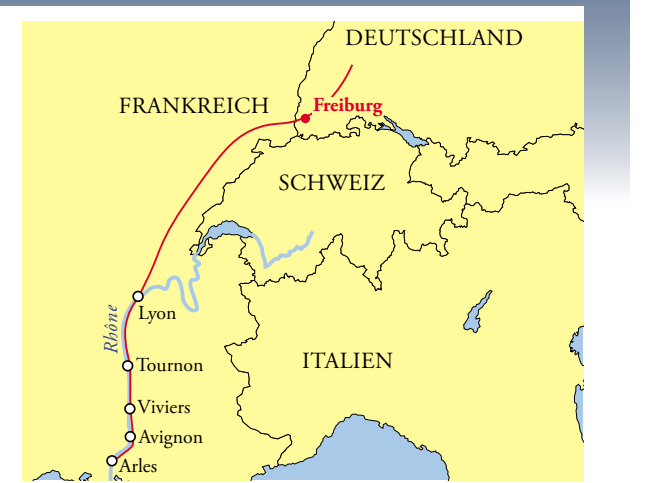 DEUTSCHLAND
FRANKREICH
Freiburg
SCHWEIZ
Rhône
Lyon
ITALIEN
Tournon
Viviers
Avignon
Arles